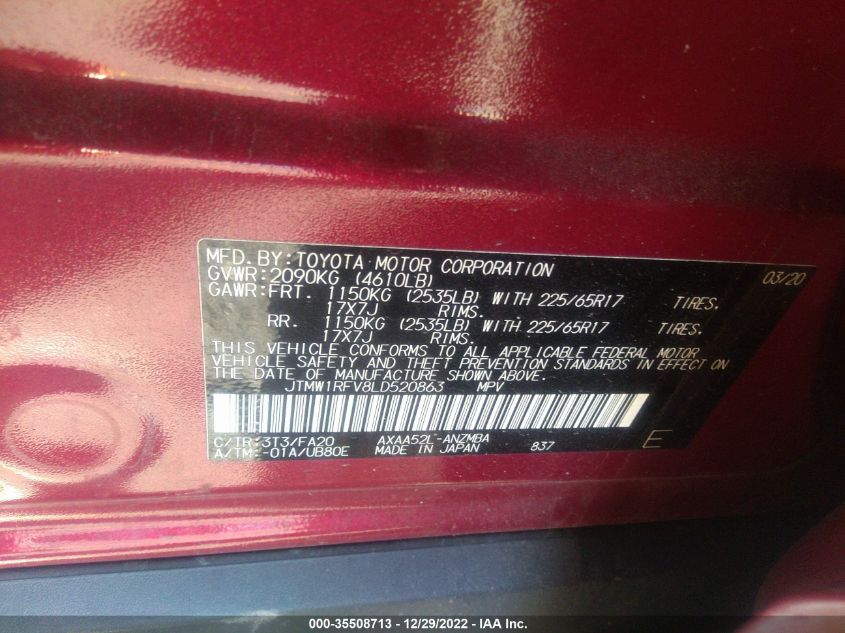 MFD.BY:TOYOTA MOTOR CORPORATION 03/20
GVWR:2090KG (4610LB)
GAWR:FRT. 1150KG (2535LB) WITH 225/65R17 TIRES.
17X7J RIMS.
RR. 1150KG (2535LB) WITH 225/65R17 TIRES.
17X7J RIMS.
THIS VEHICLE CONFORMS TO ALL APPLICABLE FEDERAL MOTOR
VEHICLE SAFETY AND THEFT PREVENTION STANDARDS IN EFFECT ON
THE DATE OF MANUFACTURE SHOWN ABOVE.
JTMW1RFV8LD520863 MPV
C/TR:3T3/FA20 AXAA52L-ANZMBA 837 E
A/TM:-01A/UB80E MADE IN JAPAN
000-35508713 - 12/29/2022 - IAA Inc.